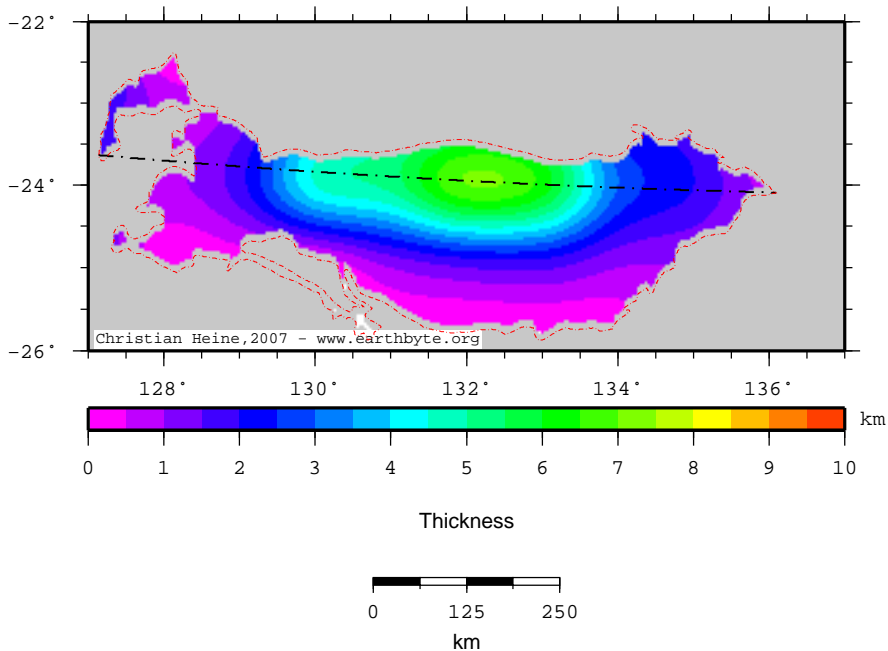 −22°
−24°
−26°
Christian Heine,2007 - www.earthbyte.org
128° 130° 132° 134° 136°
km
0 1 2 3 4 5 6 7 8 9 10
Thickness
0 125 250
km